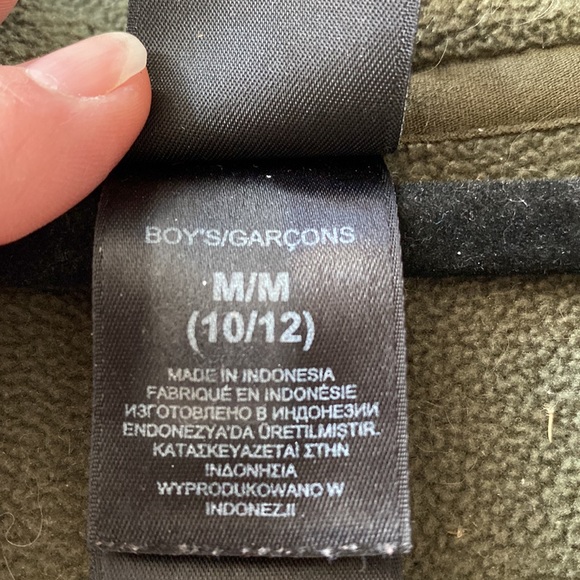 BOY'S/GARÇONS
M/M
(10/12)
MADE IN INDONESIA
FABRIQUÉ EN INDONÉSIE
ИЗГОТОВЛЕНО В ИНДОНЕЗИИ
ENDONEZYA'DA ÜRETILMIŞTIR.
ΚΑΤΑΣΚΕΥΑΖΕΤΑΙ ΣΤΗΝ
ΙΝΔΟΝΗΣΙΑ
WYPRODUKOWANO W
INDONEZJI